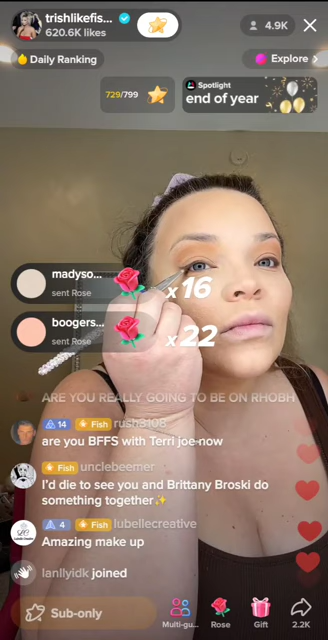 trishlikefis...
620.6K likes
4.9K
Daily Ranking
Explore
729/799
Spotlight
end of year
madyso...
sent Rose
x16
boogers...
sent Rose
x22
ARE YOU REALLY GOING TO BE ON RHOBH
14 Fish rush3108
are you BFFS with Terri joe now
Fish unclebeemer
I'd die to see you and Brittany Broski do
something together✨
4 Fish lubellecreative
Amazing make up
lanllyidk joined
Sub-only
Multi-gu...
Rose
Gift
2.2K